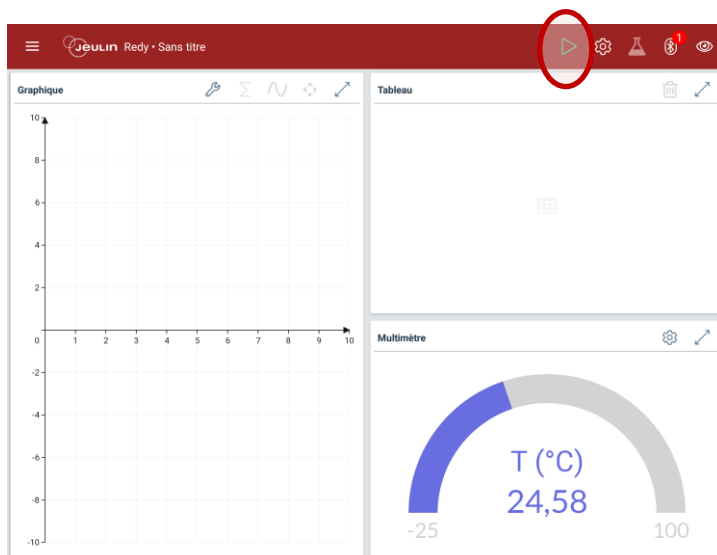 Jeulin Redy • Sans titre
1
Graphique
10
8
6
4
2
0 1 2 3 4 5 6 7 8 9 10
-2
-4
-6
-8
-10
Tableau
Multimètre
T (°C)
24,58
-25 100